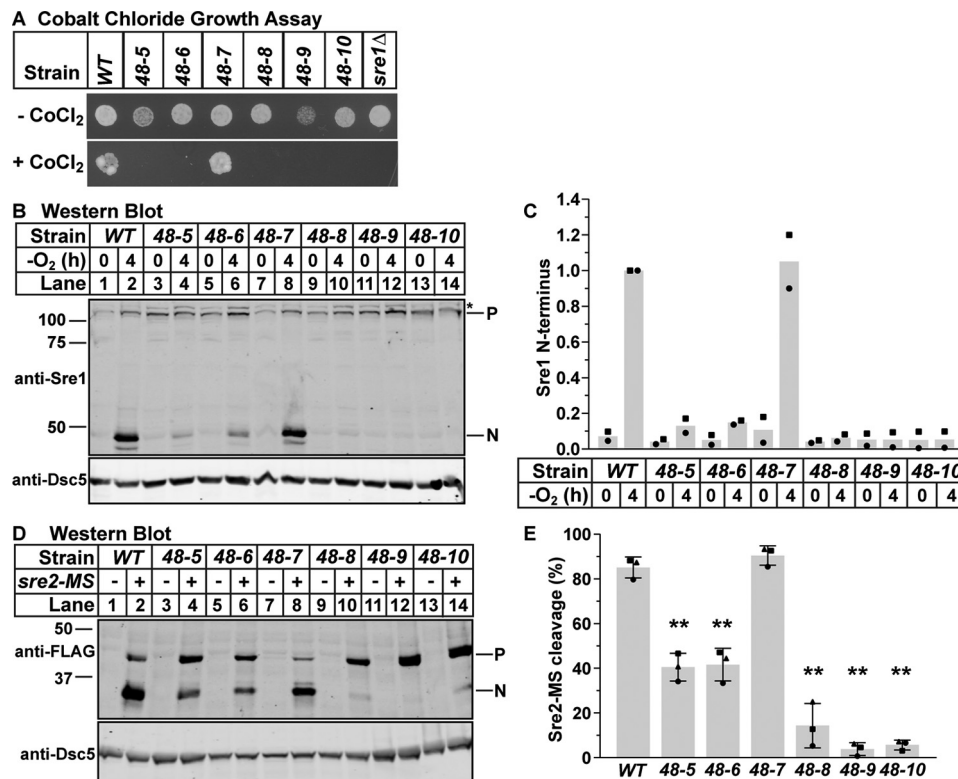 A Cobalt Chloride Growth Assay
Strain WT 48-5 48-6 48-7 48-8 48-9 48-10 sre1Δ
- CoCl2
+ CoCl2
B Western Blot
Strain WT 48-5 48-6 48-7 48-8 48-9 48-10
-O2 (h) 0 4 0 4 0 4 0 4 0 4 0 4 0 4
Lane 1 2 3 4 5 6 7 8 9 10 11 12 13 14
*
100 P
75
anti-Sre1
50 N
anti-Dsc5
C
Sre1 N-terminus
1.4
1.2
1.0
0.8
0.6
0.4
0.2
0.0
Strain WT 48-5 48-6 48-7 48-8 48-9 48-10
-O2 (h) 0 4 0 4 0 4 0 4 0 4 0 4 0 4
D Western Blot
Strain WT 48-5 48-6 48-7 48-8 48-9 48-10
sre2-MS - + - + - + - + - + - + - +
Lane 1 2 3 4 5 6 7 8 9 10 11 12 13 14
50
anti-FLAG P
37
N
anti-Dsc5
E
Sre2-MS cleavage (%)
100
80
60
40
20
0
** ** ** ** **
WT 48-5 48-6 48-7 48-8 48-9 48-10